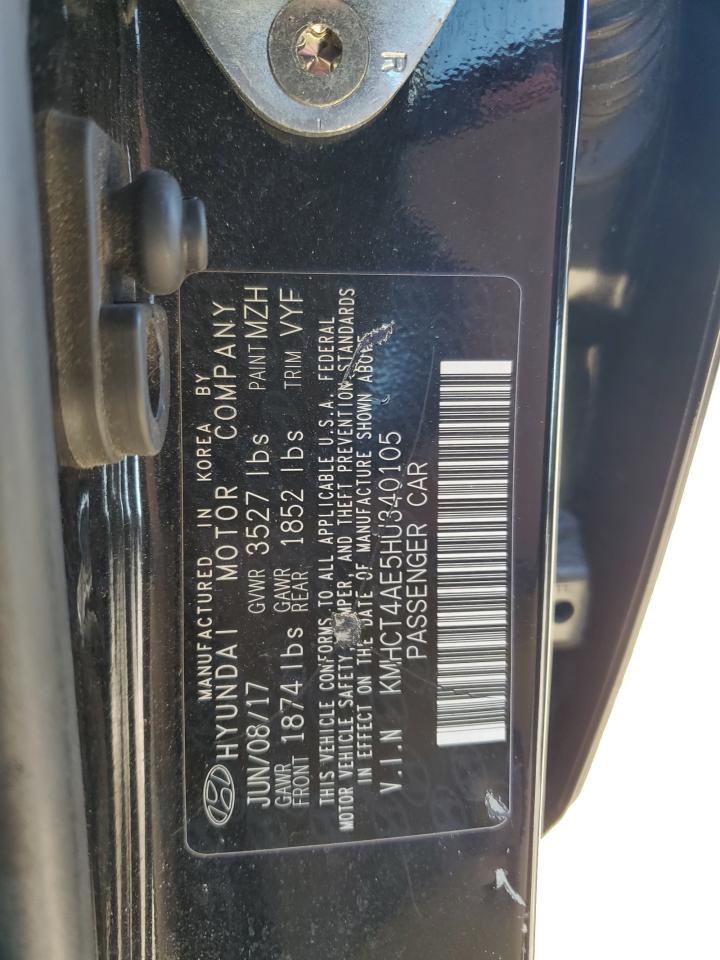 MANUFACTURED IN KOREA BY
HYUNDAI MOTOR COMPANY
JUN/08/17 GVWR 3527 lbs PAINT MZH
GAWR FRONT 1874 lbs GAWR REAR 1852 lbs TRIM VYF
THIS VEHICLE CONFORMS TO ALL APPLICABLE U.S.A. FEDERAL
MOTOR VEHICLE SAFETY, AND THEFT PREVENTION STANDARDS
IN EFFECT ON THE DATE OF MANUFACTURE SHOWN ABOVE
V.I.N KMHCT4AE5HU340105
PASSENGER CAR
R